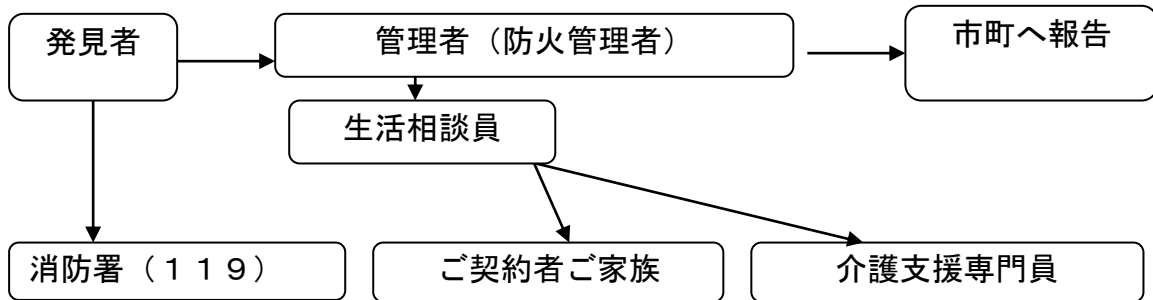 発見者
管理者（防火管理者）
市町へ報告
生活相談員
消防署（１１９）
ご契約者ご家族
介護支援専門員